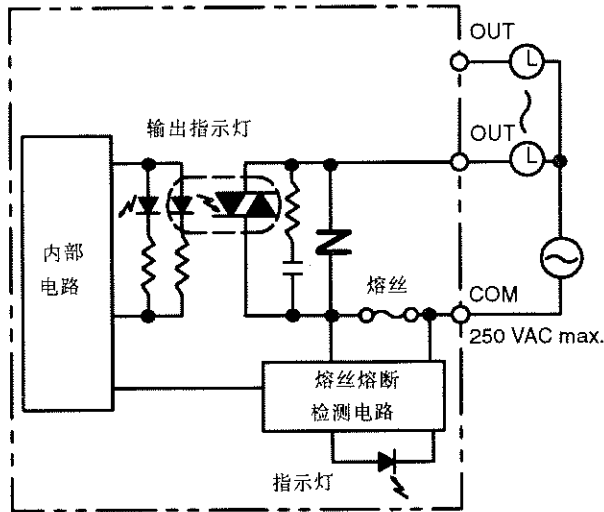 OUT
L
输出指示灯
OUT
L
内部
电路
熔丝
COM
250 VAC max.
熔丝熔断
检测电路
指示灯